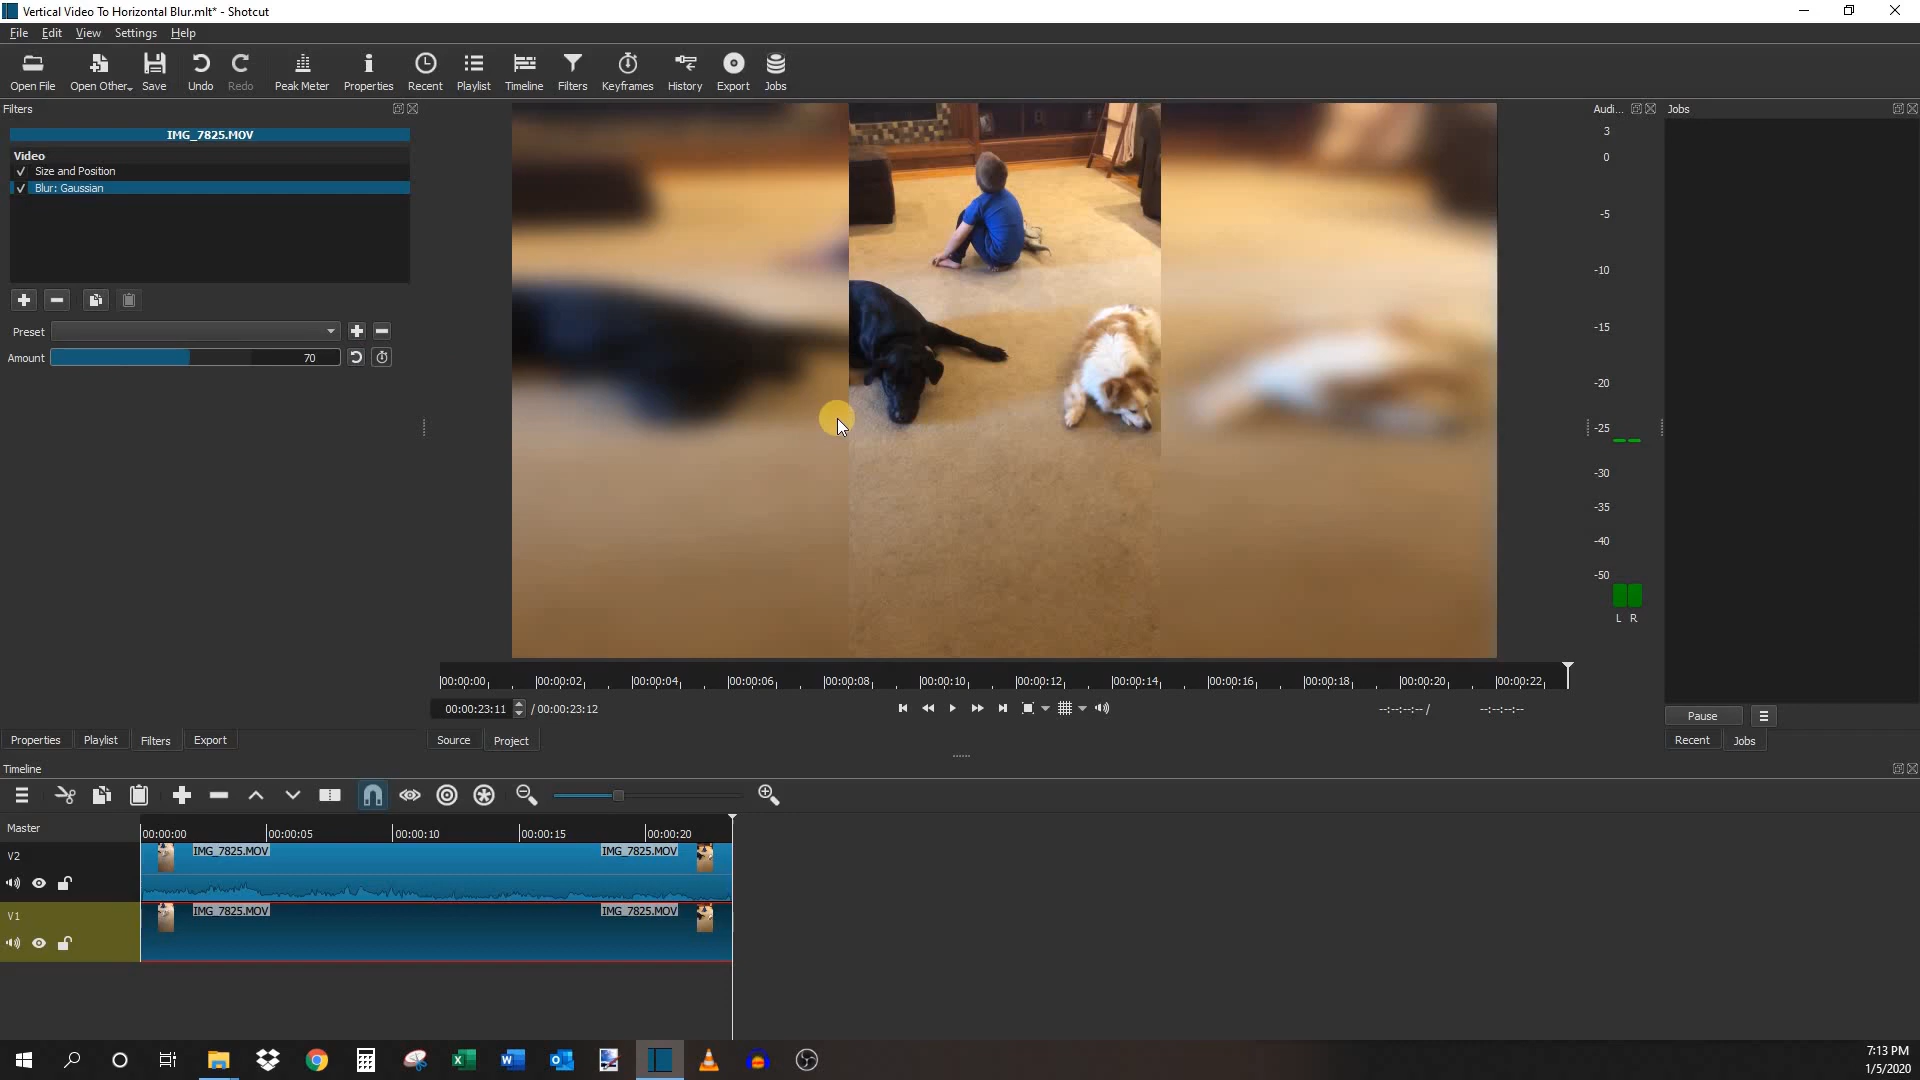 Vertical Video To Horizontal Blur.mlt* - Shotcut
File Edit View Settings Help
Open File Open Other... Save Undo Redo Peak Meter Properties Recent Playlist Timeline Filters Keyframes History Export Jobs
Filters
Audi...
Jobs
IMG_7825.MOV
Video
Size and Position
Blur: Gaussian
Preset
Amount 70
3
0
-5
-10
-15
-20
-25
-30
-35
-40
-50
L R
00:00:00 00:00:02 00:00:04 00:00:06 00:00:08 00:00:10 00:00:12 00:00:14 00:00:16 00:00:18 00:00:20 00:00:22
00:00:23:11 / 00:00:23:12
--:--:--:-- / --:--:--:--
Pause
Properties Playlist Filters Export
Source Project
Recent Jobs
Timeline
Master
00:00:00 00:00:05 00:00:10 00:00:15 00:00:20
V2
IMG_7825.MOV IMG_7825.MOV
V1
IMG_7825.MOV IMG_7825.MOV
7:13 PM
1/5/2020